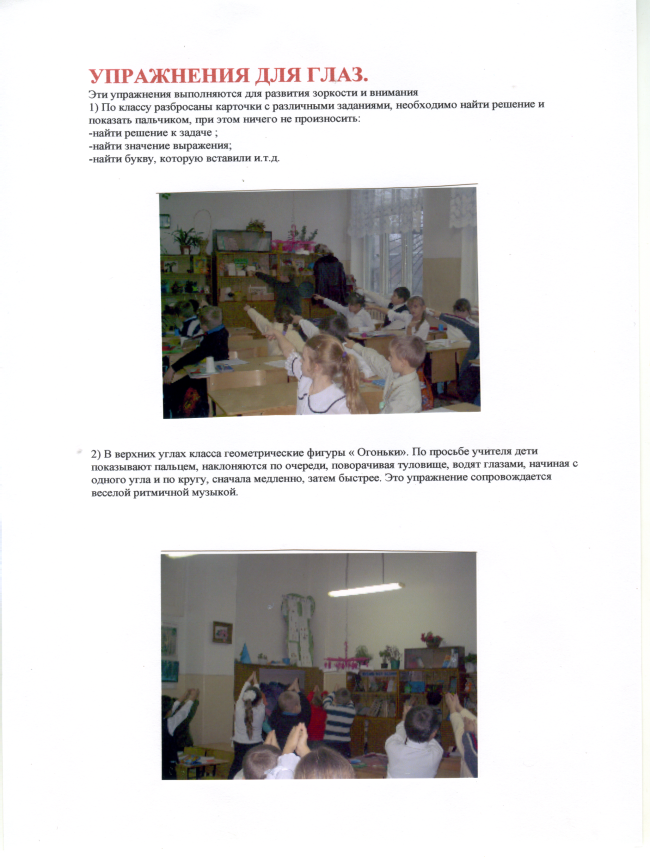 УПРАЖНЕНИЯ ДЛЯ ГЛАЗ.
Эти упражнения выполняются для развития зоркости и внимания
1) По классу разбросаны карточки с различными заданиями, необходимо найти решение и
показать пальчиком, при этом ничего не произносить:
-найти решение к задаче ;
-найти значение выражения;
-найти букву, которую вставили и.т.д.
2) В верхних углах класса геометрические фигуры « Огоньки». По просьбе учителя дети
показывают пальцем, наклоняются по очереди, поворачивая туловище, водят глазами, начиная с
одного угла и по кругу, сначала медленно, затем быстрее. Это упражнение сопровождается
веселой ритмичной музыкой.